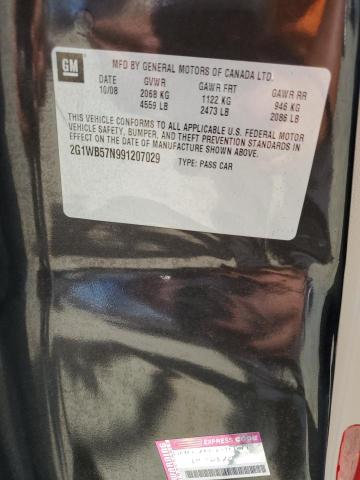 GM
MFD BY GENERAL MOTORS OF CANADA LTD.
DATE GVWR GAWR FRT GAWR RR
10/08 2068 KG 1122 KG 946 KG
4559 LB 2473 LB 2086 LB
THIS VEHICLE CONFORMS TO ALL APPLICABLE U.S. FEDERAL MOTOR
VEHICLE SAFETY, BUMPER, AND THEFT PREVENTION STANDARDS IN
EFFECT ON THE DATE OF MANUFACTURE SHOWN ABOVE.
2G1WB57N991207029 TYPE: PASS CAR
WARNING
EXPRESS CODE